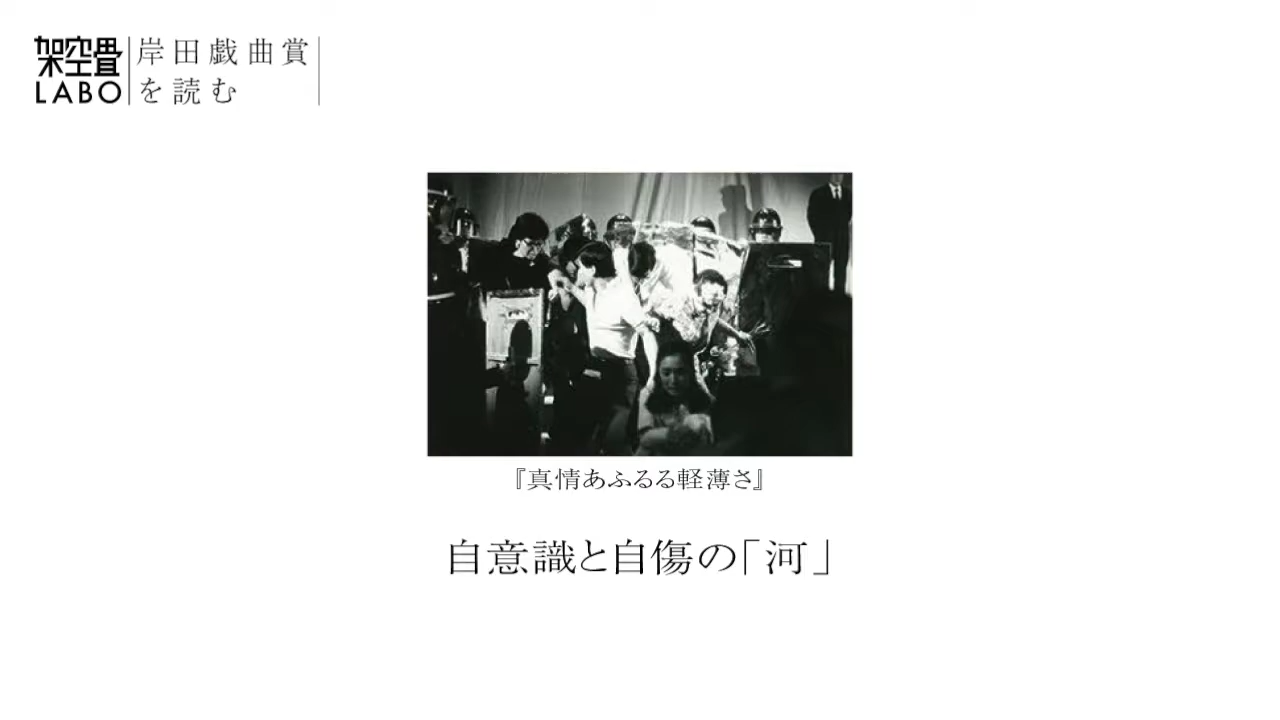 架空畳
LABO
岸田戯曲賞
を読む
『真情あふるる軽薄さ』
自意識と自傷の「河」